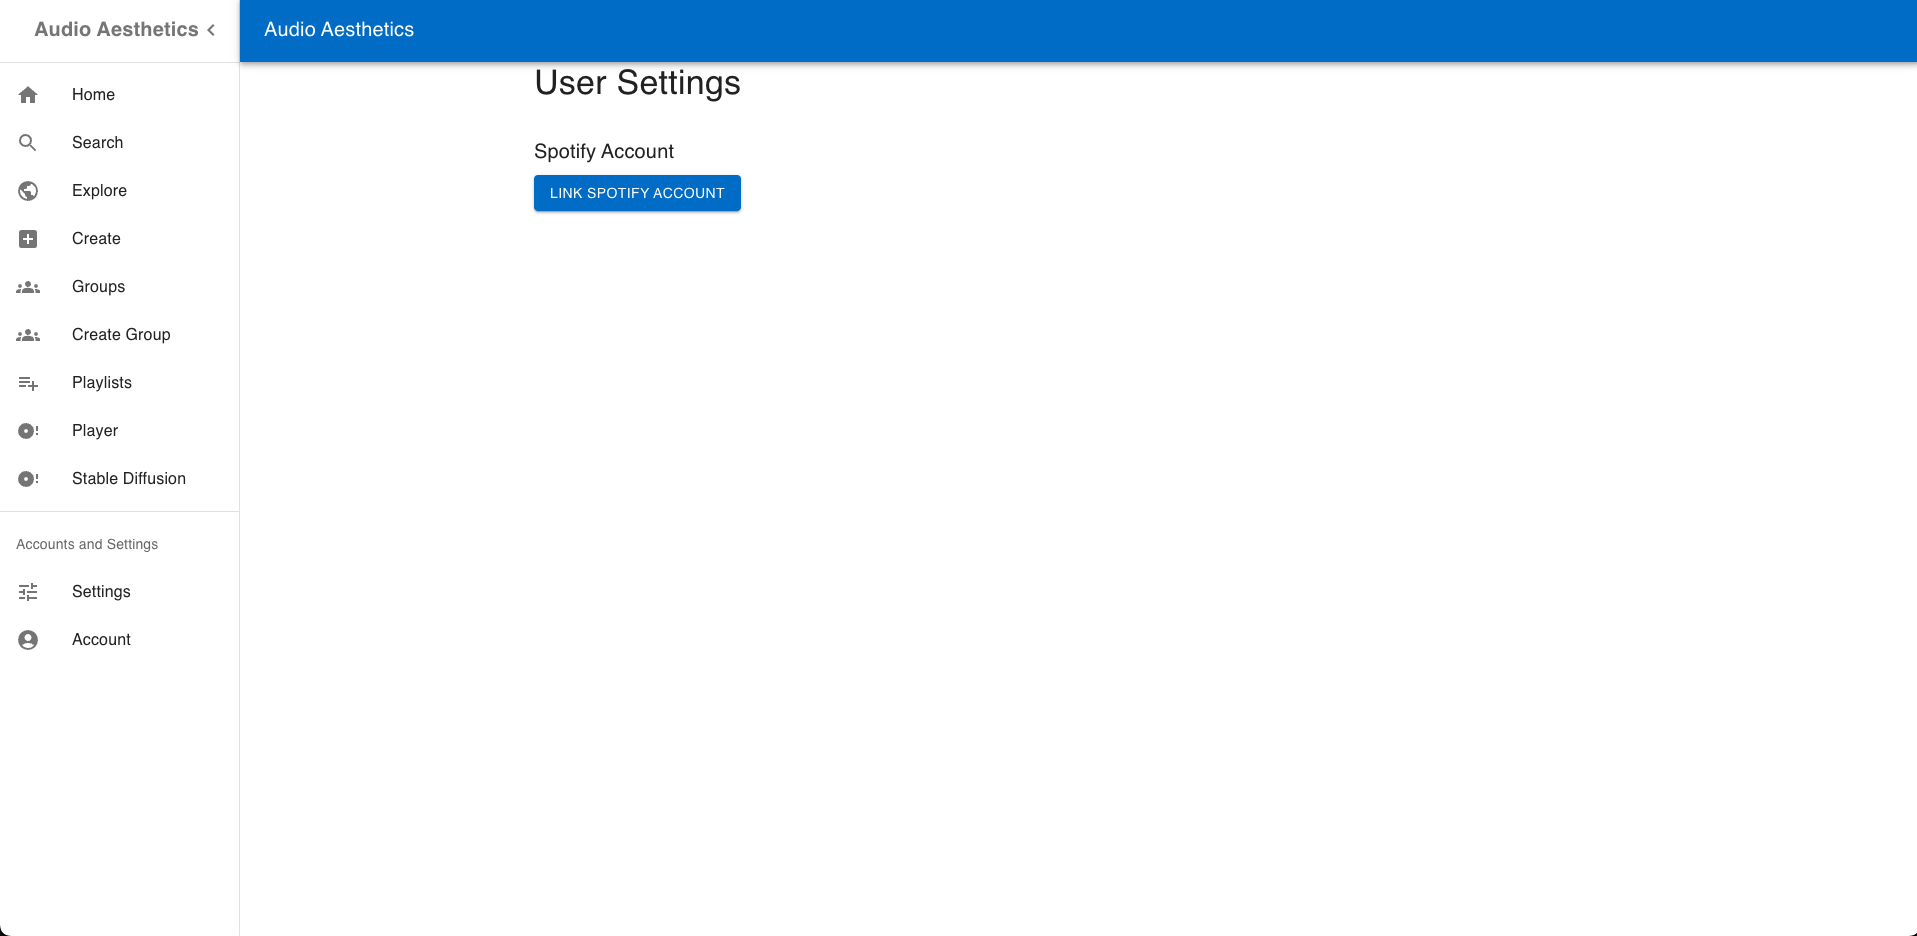 Audio Aesthetics
Audio Aesthetics
Home
Search
Explore
Create
Groups
Create Group
Playlists
Player
Stable Diffusion
Accounts and Settings
Settings
Account
User Settings
Spotify Account
LINK SPOTIFY ACCOUNT